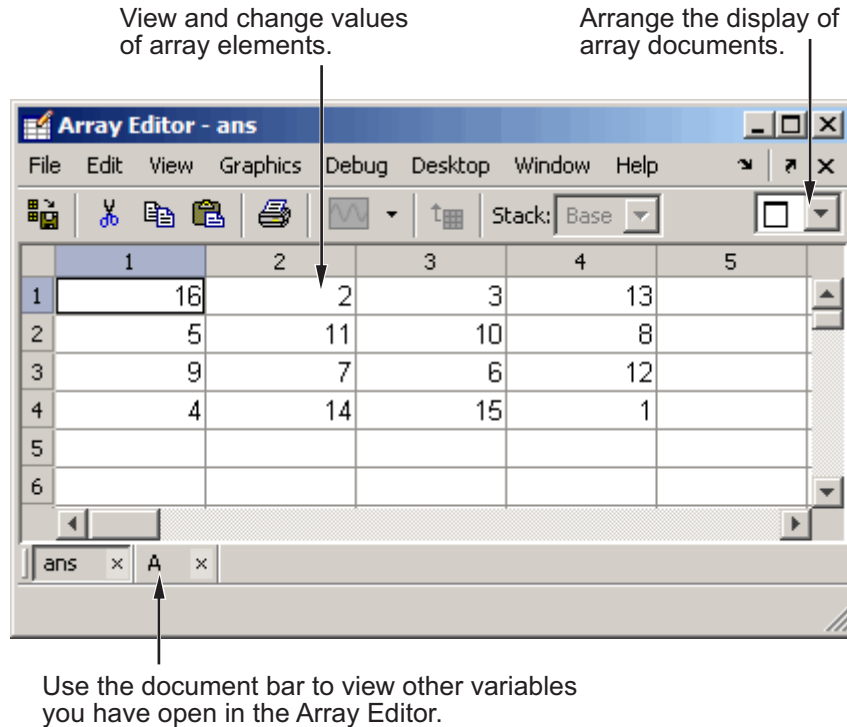 View and change values
of array elements.
Arrange the display of
array documents.
Array Editor - ans
File Edit View Graphics Debug Desktop Window Help
Stack: Base
1 2 3 4 5
1 16 2 3 13
2 5 11 10 8
3 9 7 6 12
4 4 14 15 1
5
6
ans × A ×
Use the document bar to view other variables
you have open in the Array Editor.